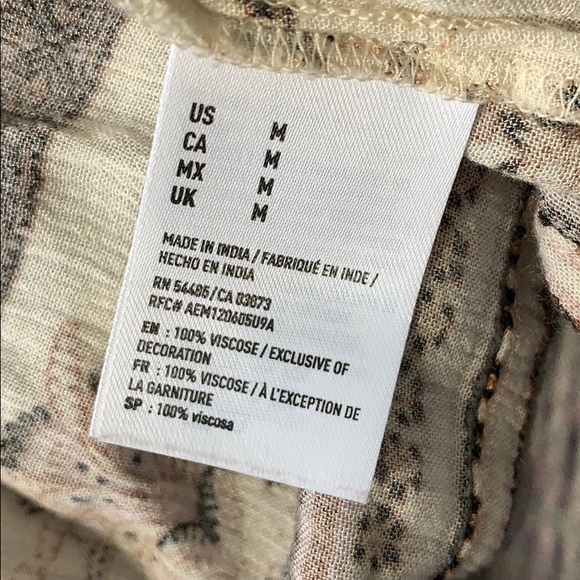 US M
CA M
MX M
UK M
MADE IN INDIA / FABRIQUÉ EN INDE /
HECHO EN INDIA
RN 54485/CA 03873
RFC# AEM120605U9A
EN : 100% VISCOSE / EXCLUSIVE OF
DECORATION
FR : 100% VISCOSE / À L'EXCEPTION DE
LA GARNITURE
SP : 100% viscosa